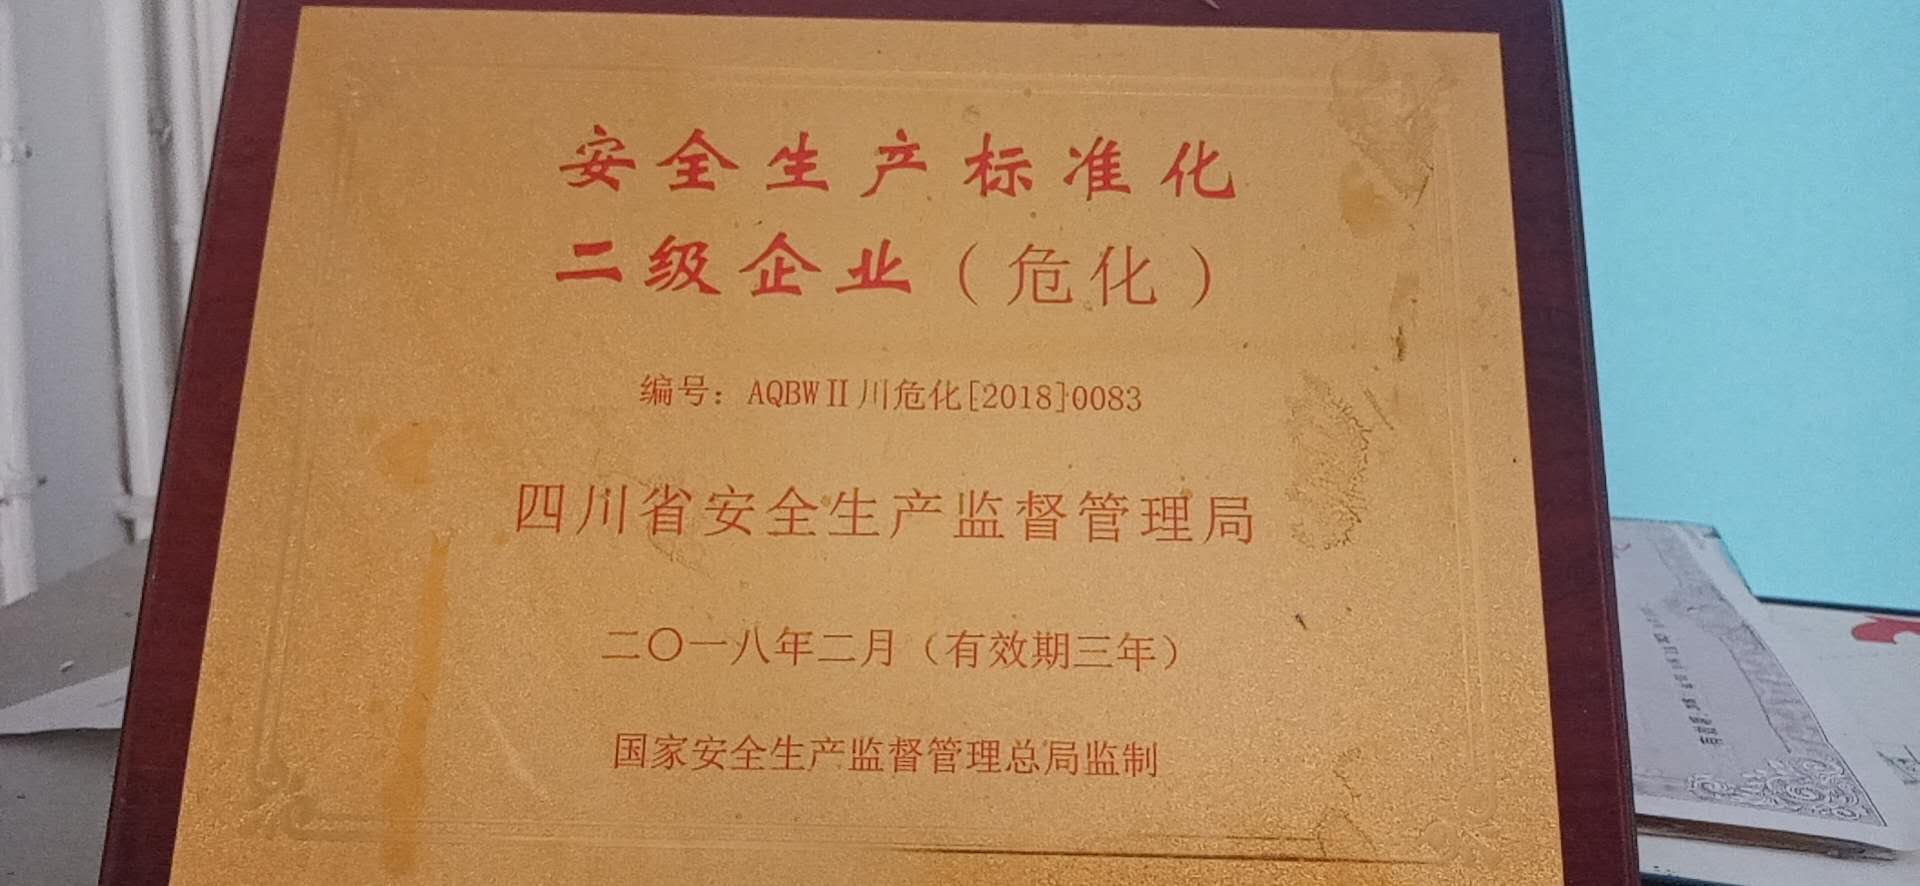 安全生产标准化
二级企业（危化）
编号：AQBWⅡ川危化[2018]0083
四川省安全生产监督管理局
二〇一八年二月（有效期三年）
国家安全生产监督管理总局监制